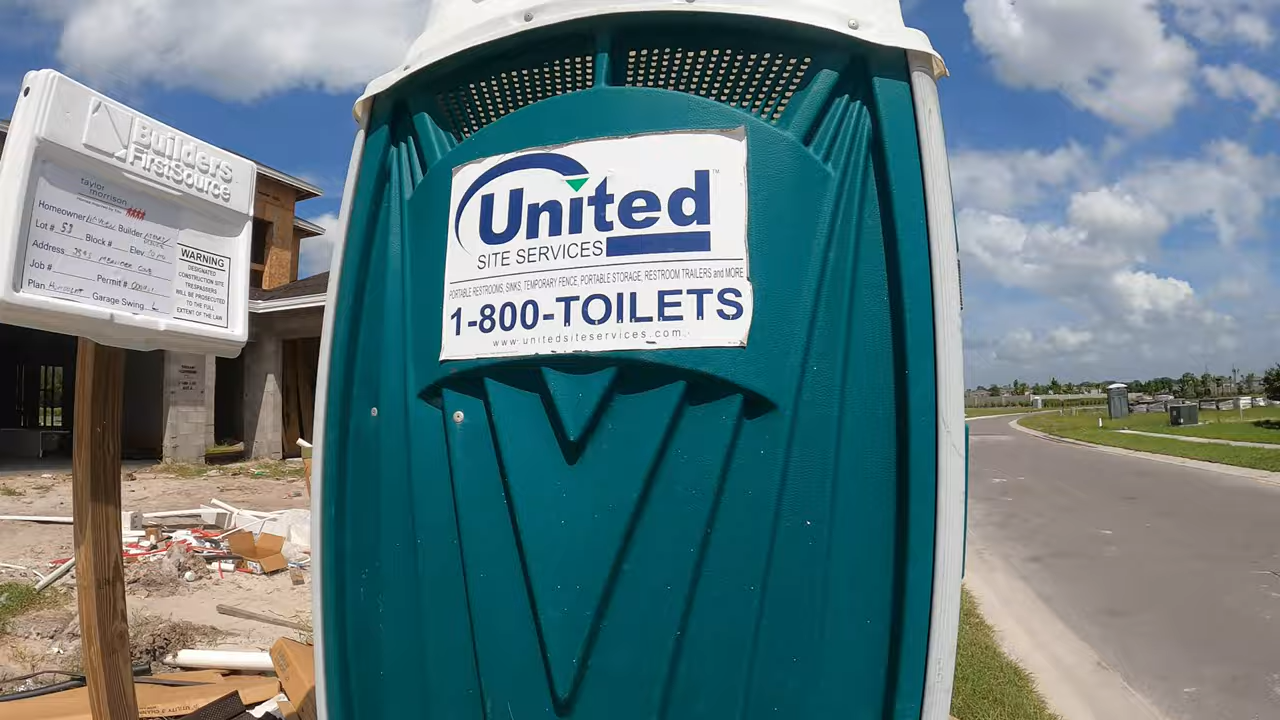 Builders
FirstSource
taylor
morrison
Homeowner Builder
Lot # 58 Block # Elev
Address
Job # Permit #
Plan Garage Swing L
WARNING
DESIGNATED
CONSTRUCTION SITE
TRESPASSERS
WILL BE PROSECUTED
TO THE FULL
EXTENT OF THE LAW
United™
SITE SERVICES
PORTABLE RESTROOMS, SINKS, TEMPORARY FENCE, PORTABLE STORAGE, RESTROOM TRAILERS and MORE
1-800-TOILETS
www.unitedsiteservices.com